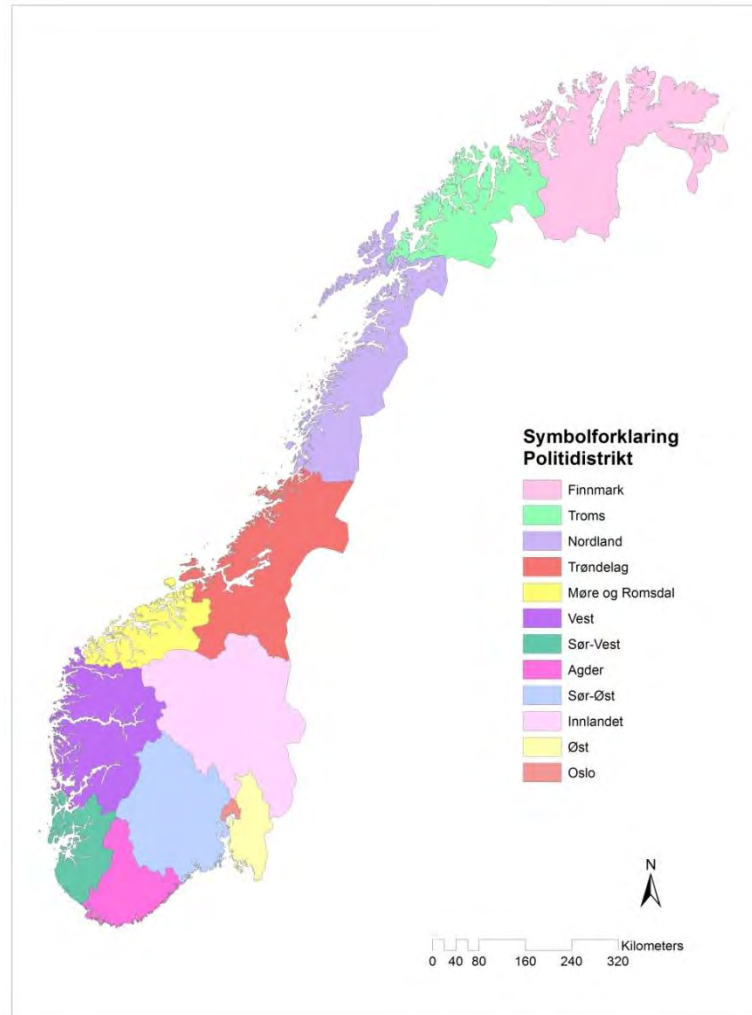 Symbolforklaring
Politidistrikt
Finnmark
Troms
Nordland
Trøndelag
Møre og Romsdal
Vest
Sør-Vest
Agder
Sør-Øst
Innlandet
Øst
Oslo
N
Kilometers
0 40 80 160 240 320